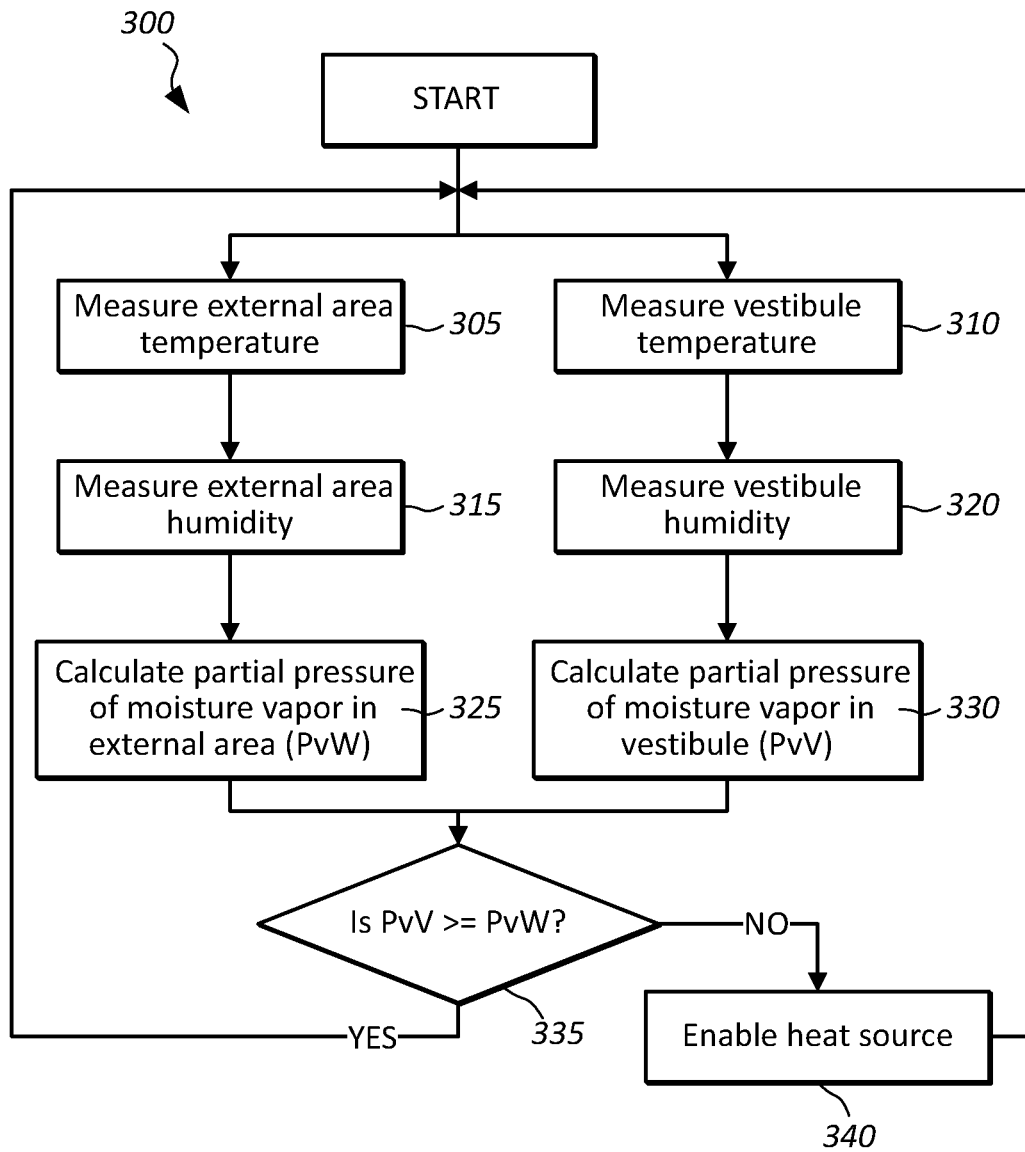 300
START
Measure external area
temperature
305
Measure vestibule
temperature
310
Measure external area
humidity
315
Measure vestibule
humidity
320
Calculate partial pressure
of moisture vapor in
external area (PvW)
325
Calculate partial pressure
of moisture vapor in
vestibule (PvV)
330
Is PvV >= PvW?
NO
YES
335
Enable heat source
340